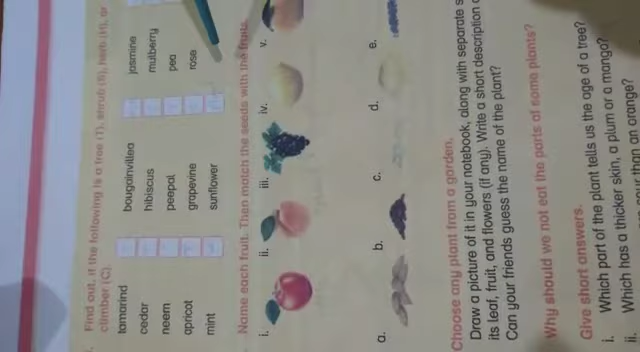 Find out, if the following is a tree (T), shrub (S), herb (H), or
climber (C).
tamarind bougainvillea jasmine
cedar hibiscus mulberry
neem peepal pea
apricot grapevine rose
mint sunflower
Name each fruit. Then match the seeds with the fruits.
i. ii. iii. iv. v.
a. b. c. d. e.
Choose any plant from a garden.
Draw a picture of it in your notebook, along with separate
its leaf, fruit, and flowers (if any). Write a short description
Can your friends guess the name of the plant?
Why should we not eat the parts of some plants?
Give short answers.
i. Which part of the plant tells us the age of a tree?
ii. Which has a thicker skin, a plum or a mango?
than an orange?